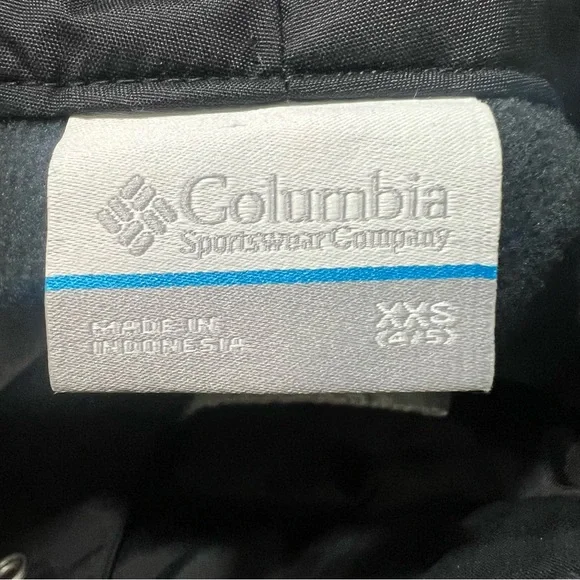 Columbia
Sportswear Company
MADE IN
INDONESIA
XXS
(4/5)